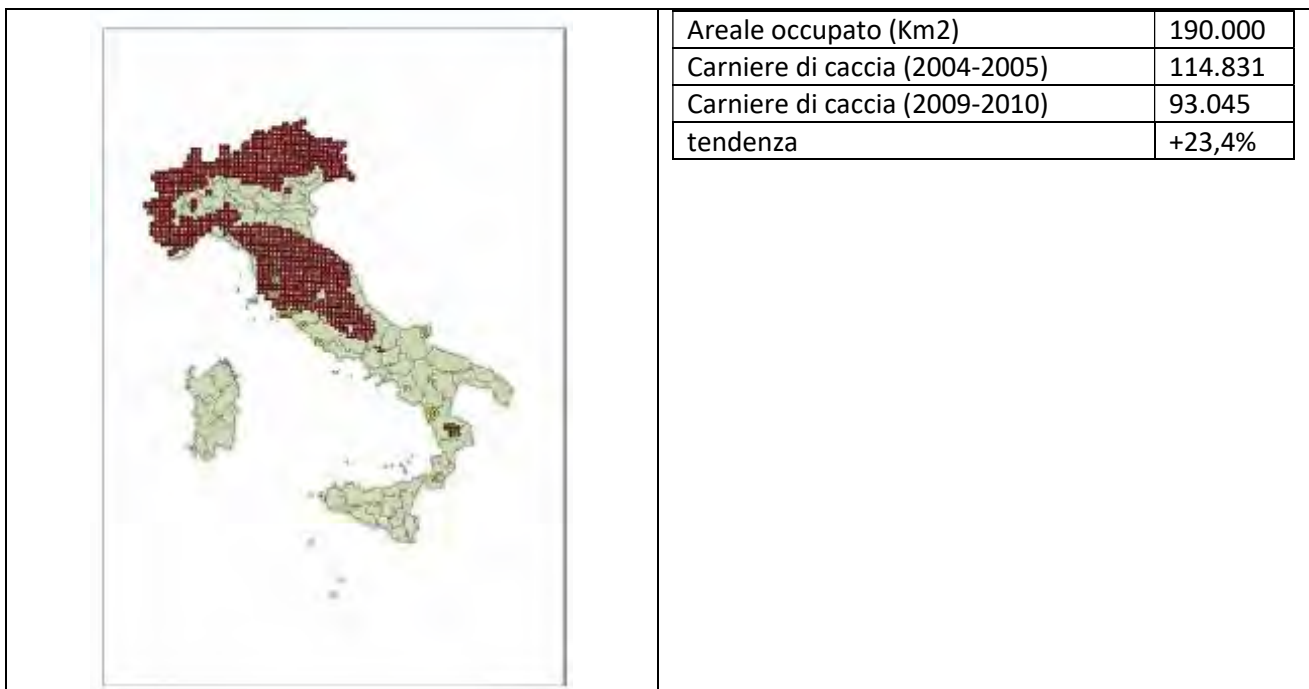 Areale occupato (Km2) 190.000
Carniere di caccia (2004-2005) 114.831
Carniere di caccia (2009-2010) 93.045
tendenza +23,4%